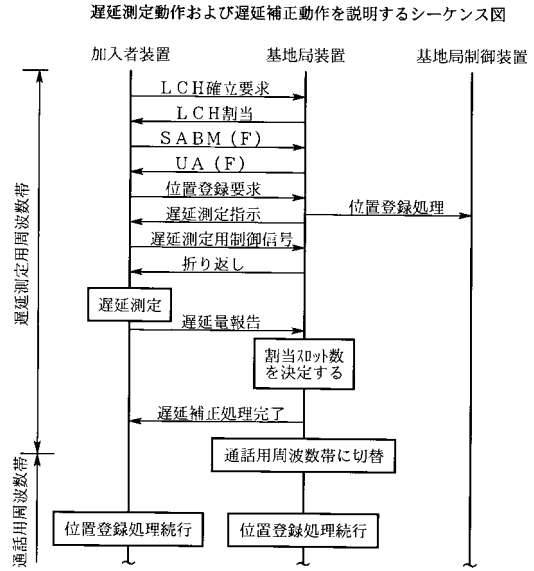 遅延測定動作および遅延補正動作を説明するシーケンス図
加入者装置
基地局装置
基地局制御装置
ＬＣＨ確立要求
ＬＣＨ割当
ＳＡＢＭ（Ｆ）
ＵＡ（Ｆ）
位置登録要求
位置登録処理
遅延測定指示
遅延測定用制御信号
折り返し
遅延測定
遅延量報告
割当ｽﾛｯﾄ数
を決定する
遅延補正処理完了
通話用周波数帯に切替
位置登録処理続行
位置登録処理続行
遅延測定用周波数帯
通話用周波数帯